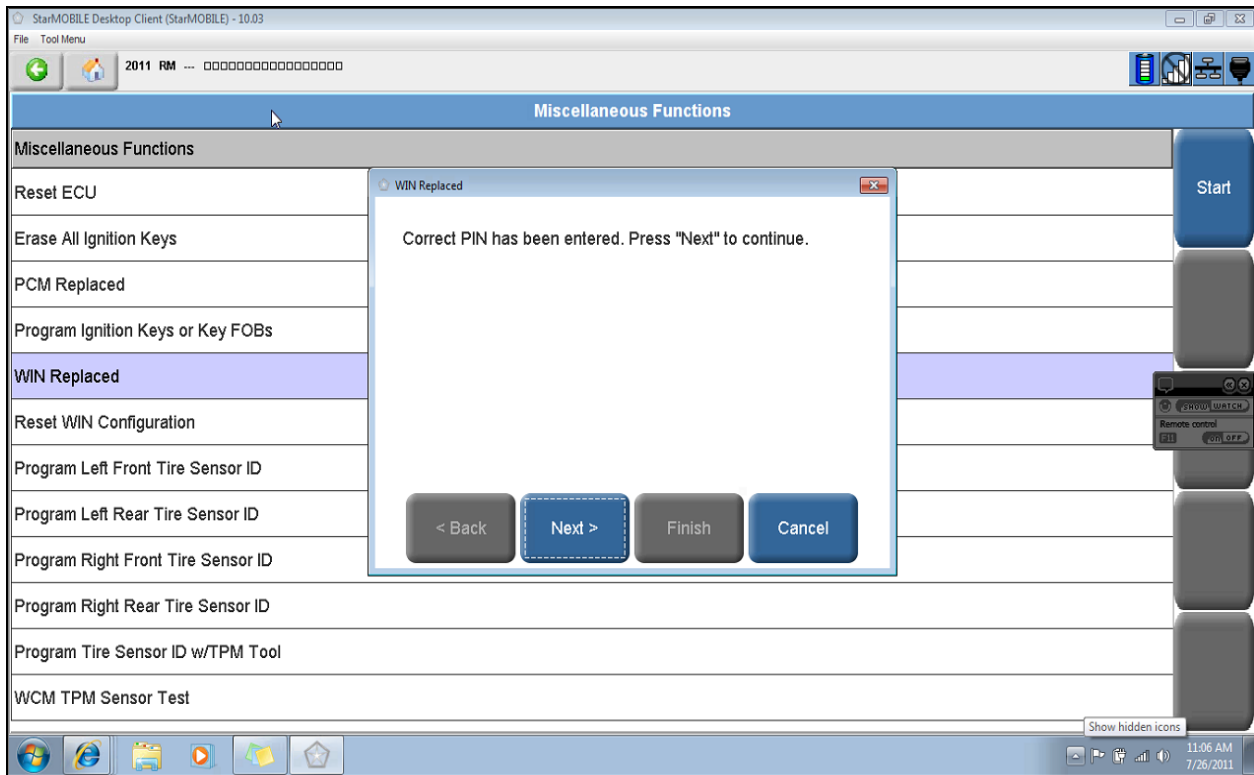 StarMOBILE Desktop Client (StarMOBILE) - 10.03
File Tool Menu
2011 RM ---
Miscellaneous Functions
Miscellaneous Functions
Reset ECU
Erase All Ignition Keys
PCM Replaced
Program Ignition Keys or Key FOBs
WIN Replaced
Reset WIN Configuration
Program Left Front Tire Sensor ID
Program Left Rear Tire Sensor ID
Program Right Front Tire Sensor ID
Program Right Rear Tire Sensor ID
Program Tire Sensor ID w/TPM Tool
WCM TPM Sensor Test
WIN Replaced
Correct PIN has been entered. Press "Next" to continue.
< Back Next > Finish Cancel
Start
SHOW WATCH
Remote control
F11 On OFF
Show hidden icons
11:06 AM
7/26/2011